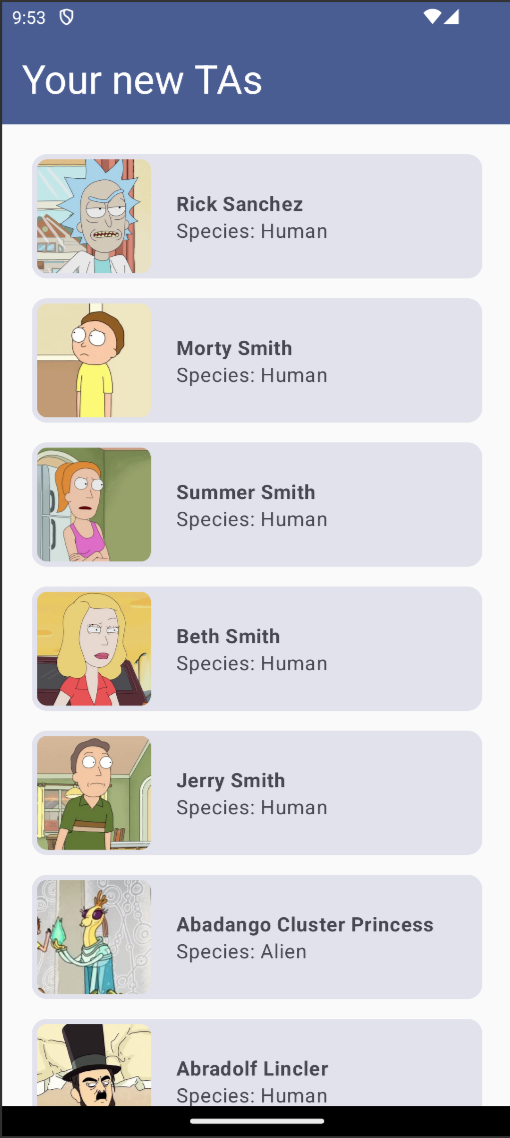 9:53
Your new TAs
Rick Sanchez
Species: Human
Morty Smith
Species: Human
Summer Smith
Species: Human
Beth Smith
Species: Human
Jerry Smith
Species: Human
Abadango Cluster Princess
Species: Alien
Abradolf Lincler
Species: Human